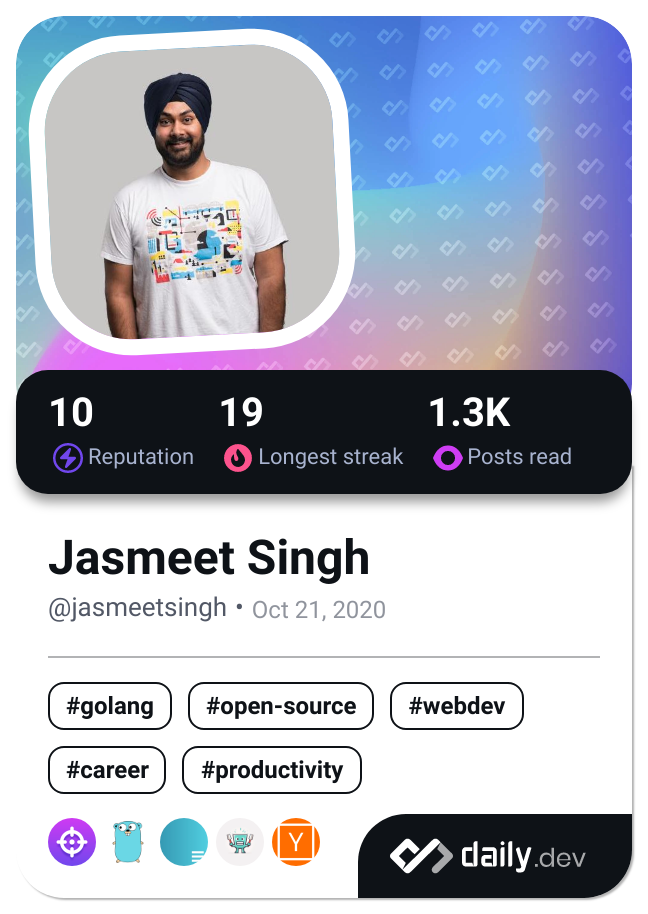 10 19 1.3K
Reputation Longest streak Posts read
Jasmeet Singh
@jasmeetsingh • Oct 21, 2020
#golang #open-source #webdev
#career #productivity
Y
daily.dev